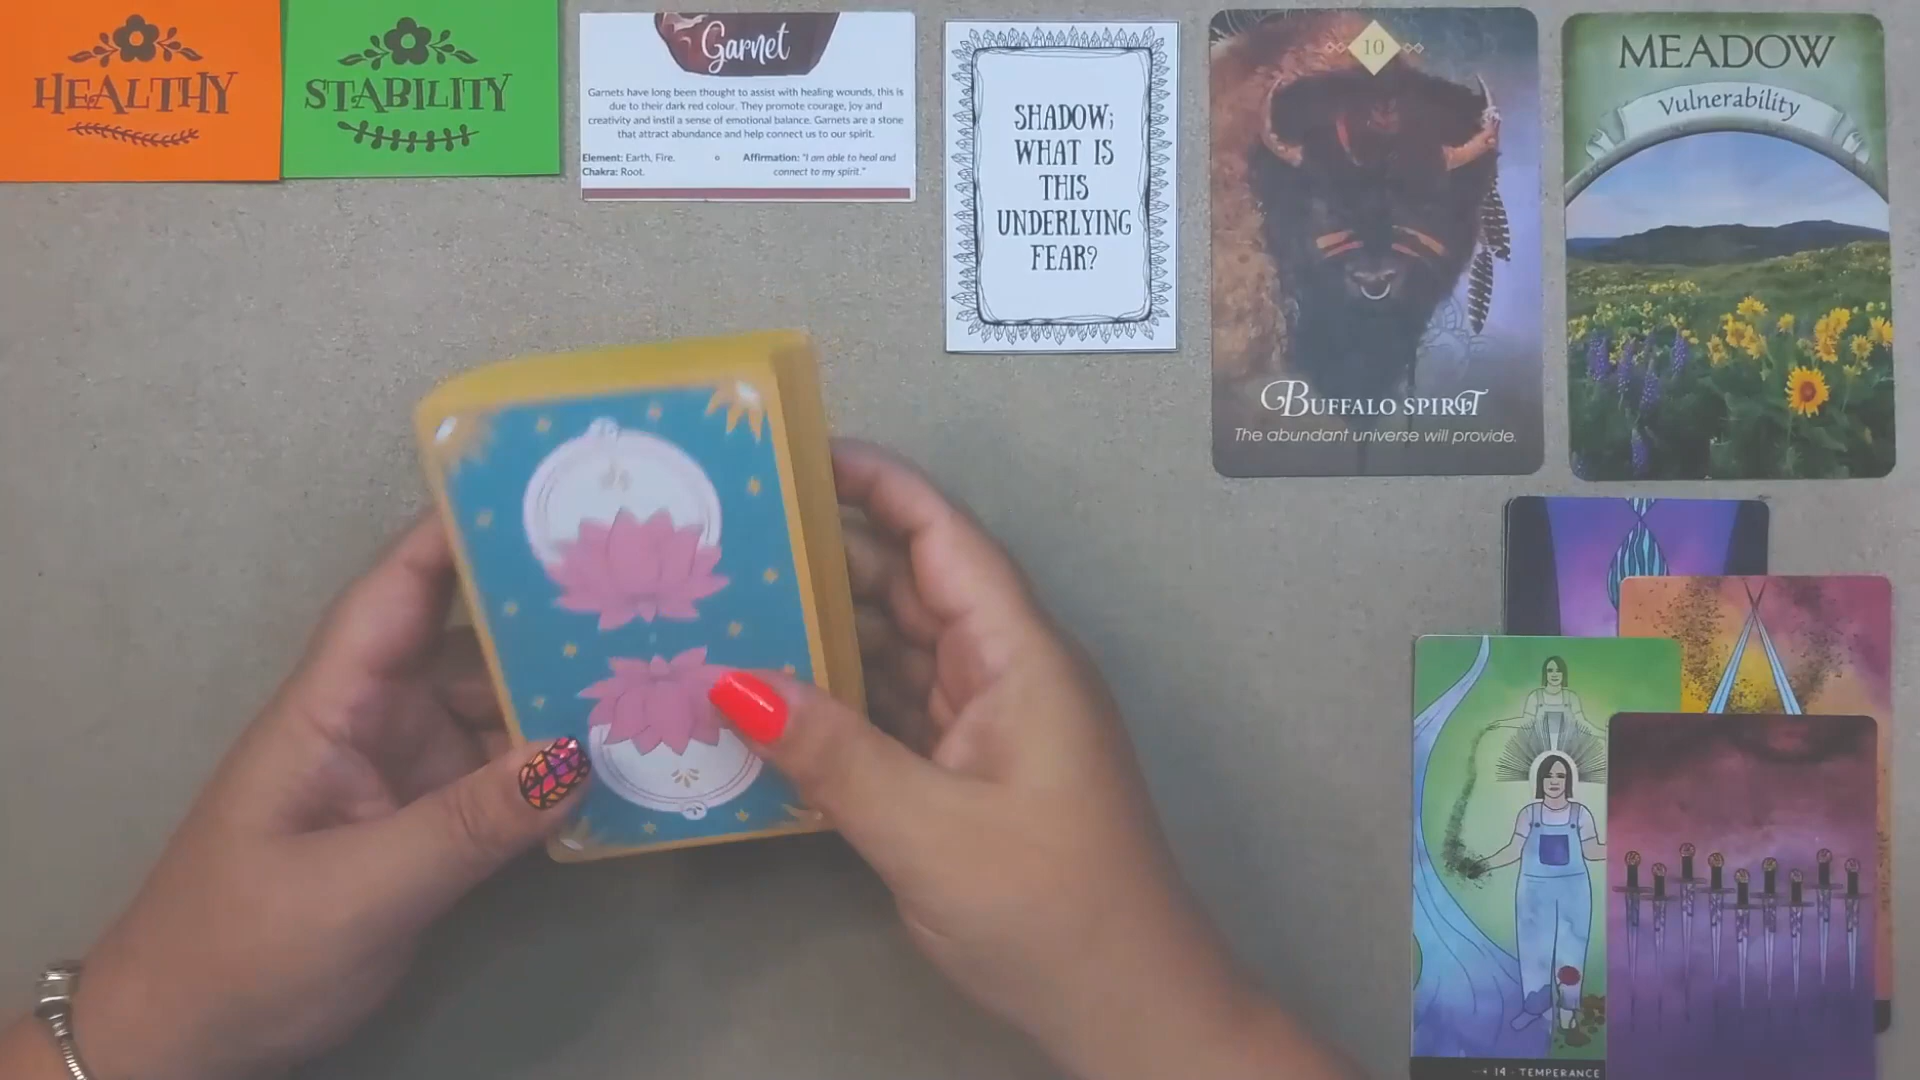 HEALTHY
STABILITY
Garnet
Garnets have long been thought to assist with healing wounds, this is
due to their dark red colour. They promote courage, joy and
creativity and instil a sense of emotional balance. Garnets are a stone
that attract abundance and help connect us to our spirit.
Element: Earth, Fire.
Chakra: Root.
Affirmation: "I am able to heal and
connect to my spirit."
SHADOW;
WHAT IS
THIS
UNDERLYING
FEAR?
10
BUFFALO SPIRIT
The abundant universe will provide.
MEADOW
Vulnerability
14 - TEMPERANCE